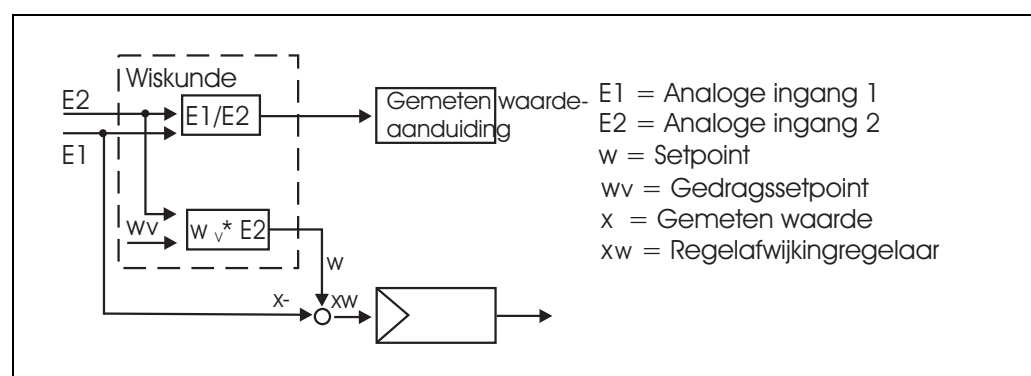 Wiskunde
E2
E1/E2
Gemeten waarde-
aanduiding
E1
wv
w v* E2
w
x-
xw
E1 = Analoge ingang 1
E2 = Analoge ingang 2
w = Setpoint
wv = Gedragssetpoint
x = Gemeten waarde
xw = Regelafwijkingregelaar